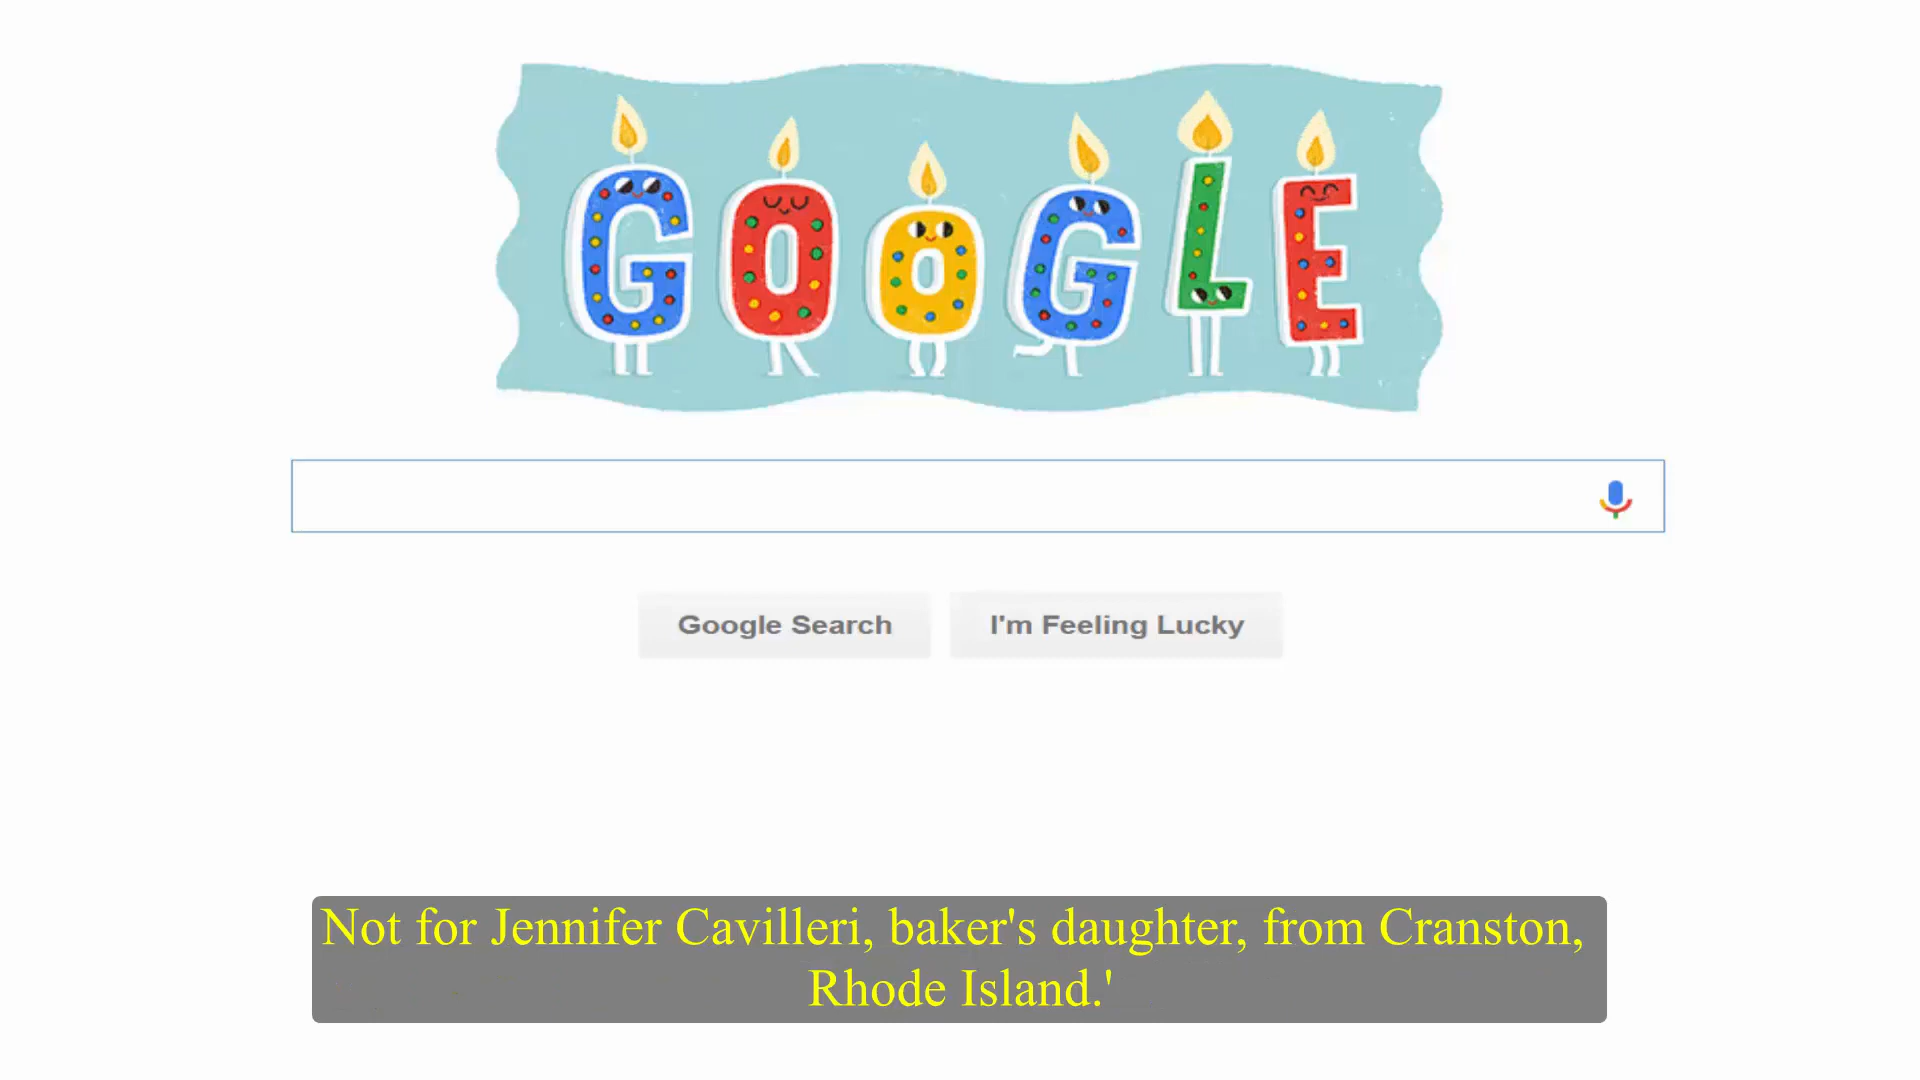 GOOGLE
Google Search
I'm Feeling Lucky
Not for Jennifer Cavilleri, baker's daughter, from Cranston,
Rhode Island.'